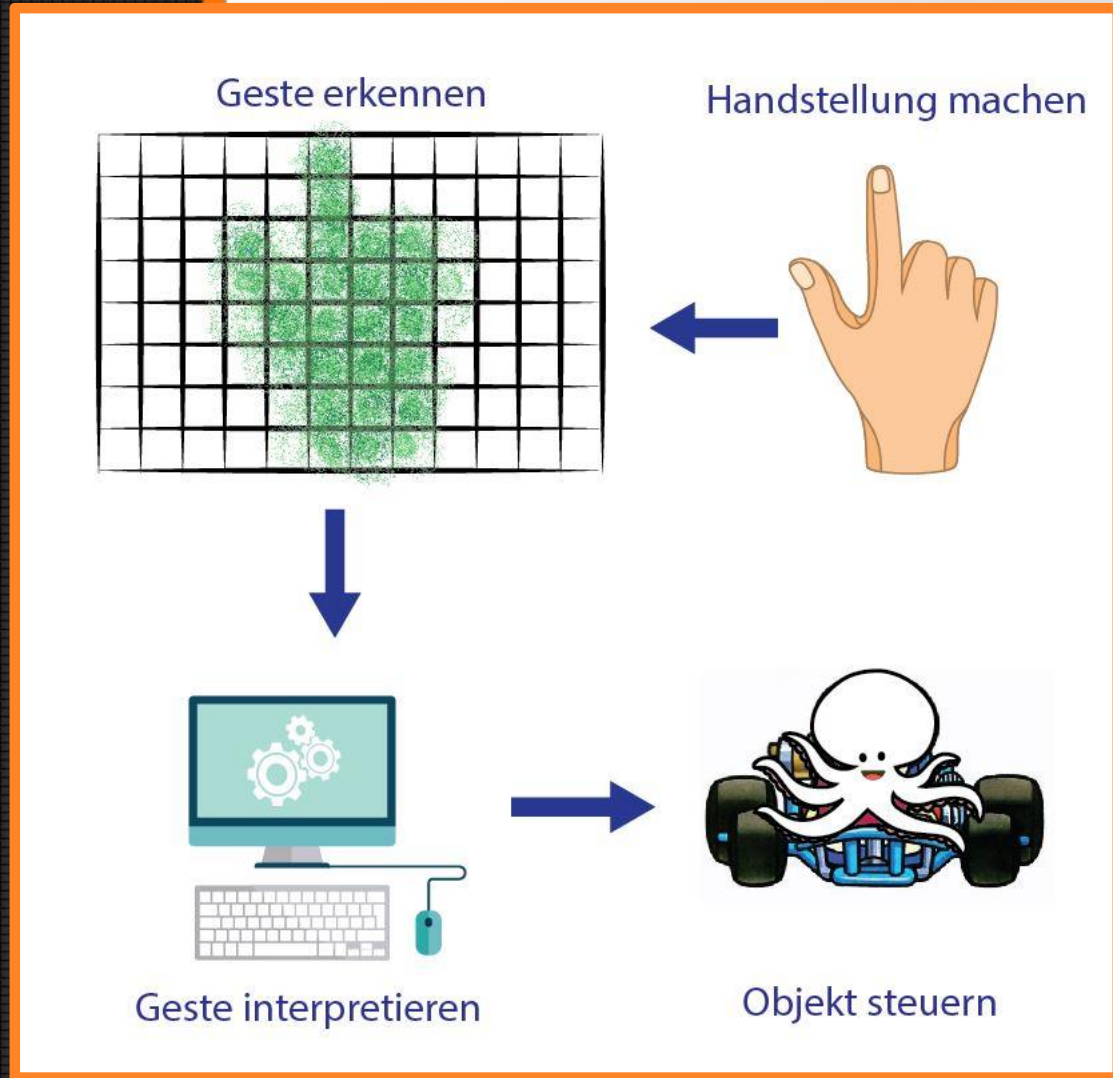 Geste erkennen
Handstellung machen
Geste interpretieren
Objekt steuern